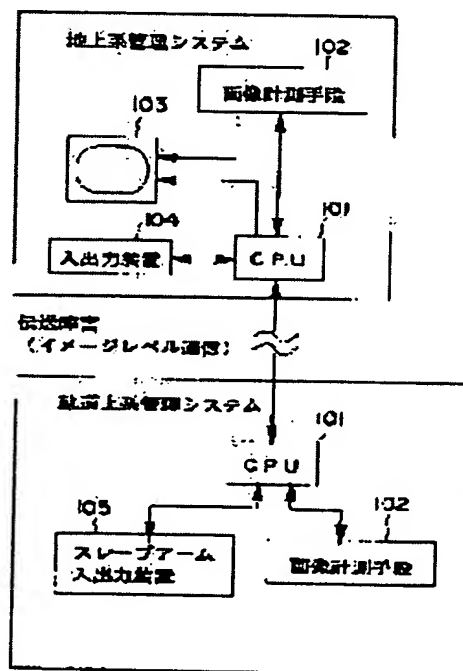 地上系管理システム
102
画像計測手段
103
104
101
入出力装置
CPU
伝送障害
（イメージレベル通信）
軌道上系管理システム
101
CPU
105
102
スレーブアーム
入出力装置
画像計測手段